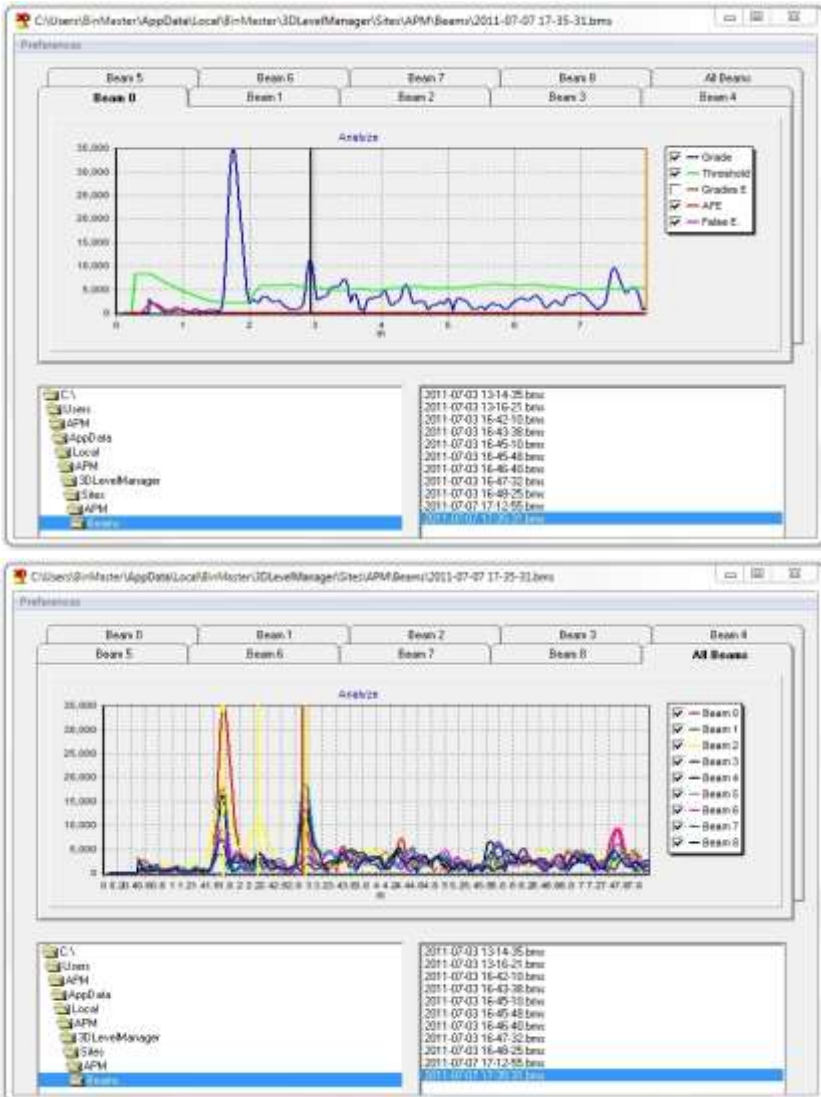 C:\Users\BinMaster\AppData\Local\BinMaster\3DLevelManager\Sites\APM\Beams\2011-07-07 17-35-31.bms
Preferences
Beam 5 Beam 6 Beam 7 Beam 8 All Beams
Beam 0 Beam 1 Beam 2 Beam 3 Beam 4
Analyze
35,000
30,000
25,000
20,000
15,000
10,000
5,000
0
0 1 2 3 4 5 6 7
m
Grade
Threshold
Grades E
AFE
False E.
C:\
Users
APM
AppData
Local
APM
3DLevelManager
Sites
APM
Beams
2011-07-03 13-14-35.bms
2011-07-03 13-16-21.bms
2011-07-03 16-42-10.bms
2011-07-03 16-43-38.bms
2011-07-03 16-45-10.bms
2011-07-03 16-45-48.bms
2011-07-03 16-46-40.bms
2011-07-03 16-47-32.bms
2011-07-03 16-48-25.bms
2011-07-07 17-12-55.bms
2011-07-07 17-35-31.bms
C:\Users\BinMaster\AppData\Local\BinMaster\3DLevelManager\Sites\APM\Beams\2011-07-07 17-35-31.bms
Preferences
Beam 0 Beam 1 Beam 2 Beam 3 Beam 4
Beam 5 Beam 6 Beam 7 Beam 8 All Beams
Analyze
35,000
30,000
25,000
20,000
15,000
10,000
5,000
0
m
Beam 0
Beam 1
Beam 2
Beam 3
Beam 4
Beam 5
Beam 6
Beam 7
Beam 8
C:\
Users
APM
AppData
Local
APM
3DLevelManager
Sites
APM
Beams
2011-07-03 13-14-35.bms
2011-07-03 13-16-21.bms
2011-07-03 16-42-10.bms
2011-07-03 16-43-38.bms
2011-07-03 16-45-10.bms
2011-07-03 16-45-48.bms
2011-07-03 16-46-40.bms
2011-07-03 16-47-32.bms
2011-07-03 16-48-25.bms
2011-07-07 17-12-55.bms
2011-07-07 17-35-31.bms